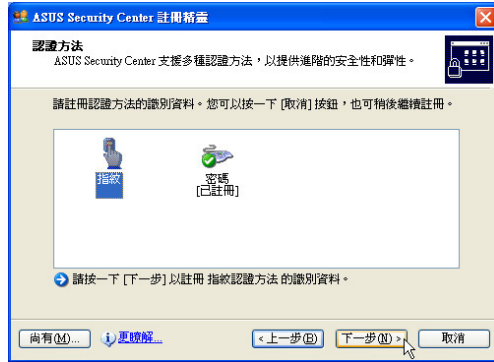 ASUS Security Center 註冊精靈
認證方法
ASUS Security Center 支援多種認證方法，以提供進階的安全性和彈性。
請註冊認證方法的識別資料。您可以按一下 [取消] 按鈕，也可稍後繼續註冊。
指紋
密碼
[已註冊]
請按一下 [下一步] 以註冊 指紋認證方法 的識別資料。
尚有(M)... 更瞭解... <上一步(B) 下一步(N)> 取消